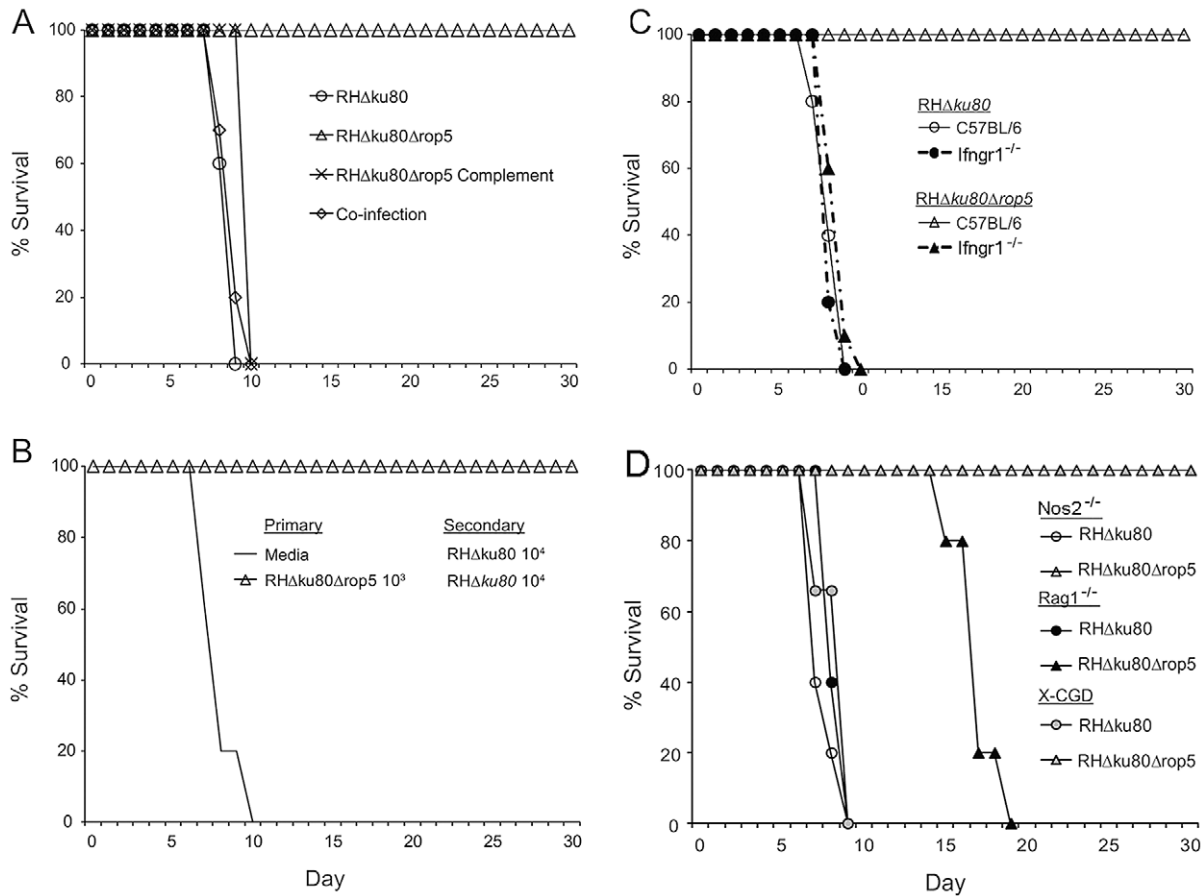 A
100
80
60
40
20
0
% Survival
RHΔku80
RHΔku80Δrop5
RHΔku80Δrop5 Complement
Co-infection
0 5 10 15 20 25 30
B
100
80
60
40
20
0
% Survival
Primary Secondary
Media RHΔku80 10⁴
RHΔku80Δrop5 10³ RHΔku80 10⁴
0 5 10 15 20 25 30
Day
C
100
80
60
40
20
0
% Survival
RHΔku80
C57BL/6
Ifngr1⁻/⁻
RHΔku80Δrop5
C57BL/6
Ifngr1⁻/⁻
0 5 0 15 20 25 30
D
100
80
60
40
20
0
% Survival
Nos2⁻/⁻
RHΔku80
RHΔku80Δrop5
Rag1⁻/⁻
RHΔku80
RHΔku80Δrop5
X-CGD
RHΔku80
RHΔku80Δrop5
0 5 10 15 20 25 30
Day